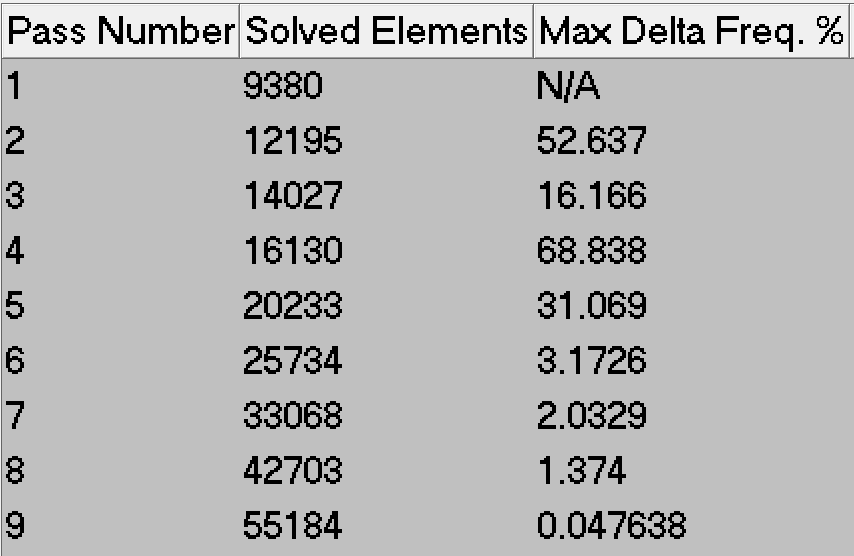 Pass Number Solved Elements Max Delta Freq. %
1 9380 N/A
2 12195 52.637
3 14027 16.166
4 16130 68.838
5 20233 31.069
6 25734 3.1726
7 33068 2.0329
8 42703 1.374
9 55184 0.047638